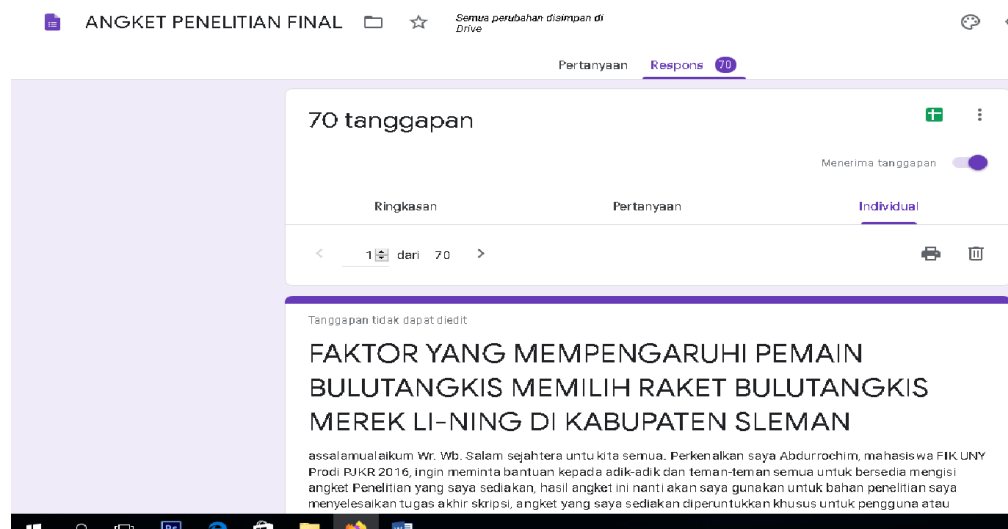 ANGKET PENELITIAN FINAL
Semua perubahan disimpan di
Drive
Pertanyaan Respons 70
70 tanggapan
Menerima tanggapan
Ringkasan Pertanyaan Individual
1 dari 70
Tanggapan tidak dapat diedit
FAKTOR YANG MEMPENGARUHI PEMAIN
BULUTANGKIS MEMILIH RAKET BULUTANGKIS
MEREK LI-NING DI KABUPATEN SLEMAN
assalamualaikum Wr. Wb. Salam sejahtera untu kita semua. Perkenalkan saya Abdurrochim, mahasiswa FIK UNY
Prodi PJKR 2016, ingin meminta bantuan kepada adik-adik dan teman-teman semua untuk bersedia mengisi
angket Penelitian yang saya sediakan, hasil angket ini nanti akan saya gunakan untuk bahan penelitian saya
menyelesaikan tugas akhir skripsi, angket yang saya sediakan diperuntukkan khusus untuk pengguna atau